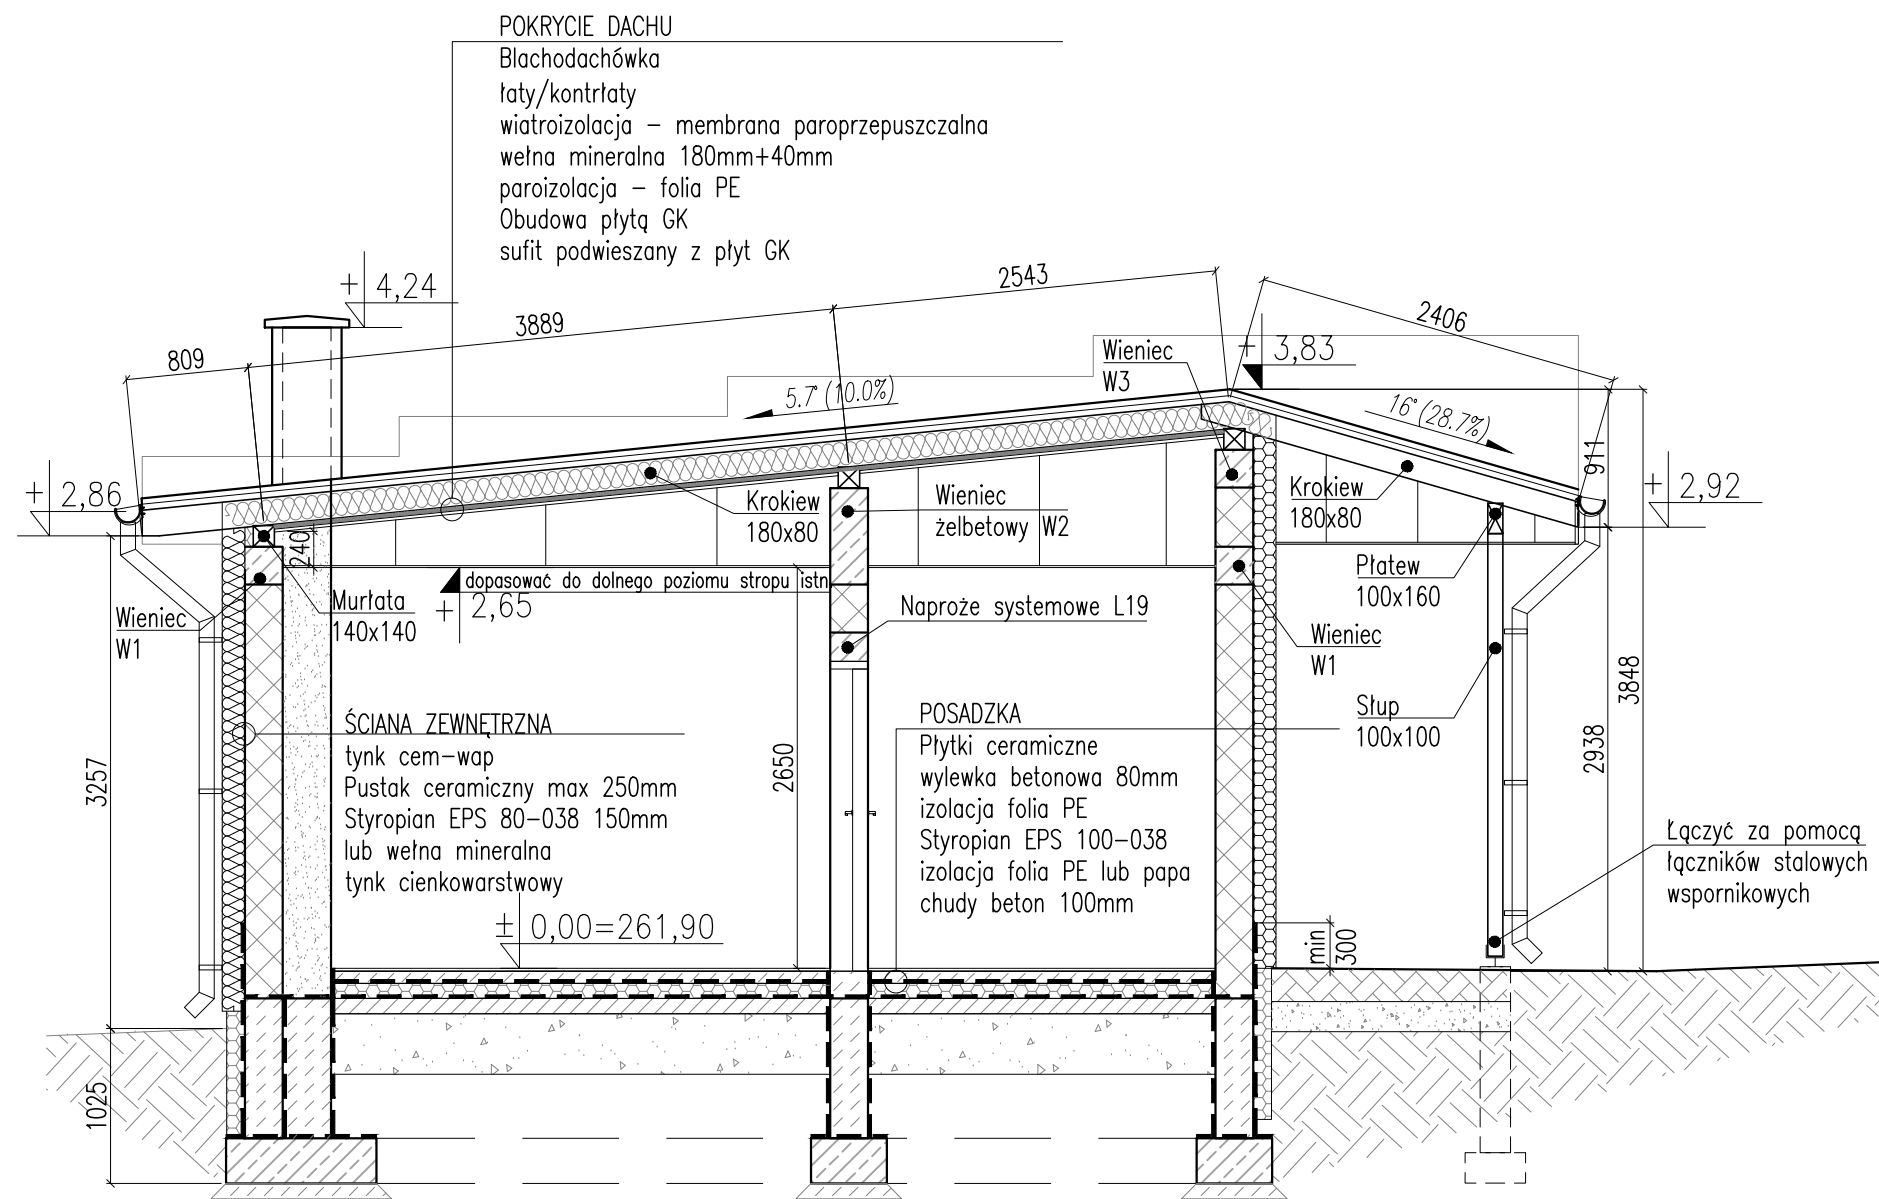 POKRYCIE DACHU
Blachodachówka
łaty/kontrłaty
wiatroizolacja – membrana paroprzepuszczalna
wełna mineralna 180mm+40mm
paroizolacja – folia PE
Obudowa płytą GK
sufit podwieszany z płyt GK
+ 4,24
809
3889
2543
2406
+ 3,83
Wieniec
W3
5.7° (10.0%)
16° (28.7%)
911
+ 2,86
+ 2,92
Krokiew
180x80
Wieniec
żelbetowy W2
Krokiew
180x80
240
dopasować do dolnego poziomu stropu istn.
+ 2,65
Murłata
140x140
Wieniec
W1
Naproże systemowe L19
Płatew
100x160
Wieniec
W1
Słup
100x100
3848
2938
3257
2650
ŚCIANA ZEWNĘTRZNA
tynk cem–wap
Pustak ceramiczny max 250mm
Styropian EPS 80–038 150mm
lub wełna mineralna
tynk cienkowarstwowy
POSADZKA
Płytki ceramiczne
wylewka betonowa 80mm
izolacja folia PE
Styropian EPS 100–038
izolacja folia PE lub papa
chudy beton 100mm
Łączyć za pomocą
łączników stalowych
wspornikowych
± 0,00=261,90
min
300
1025